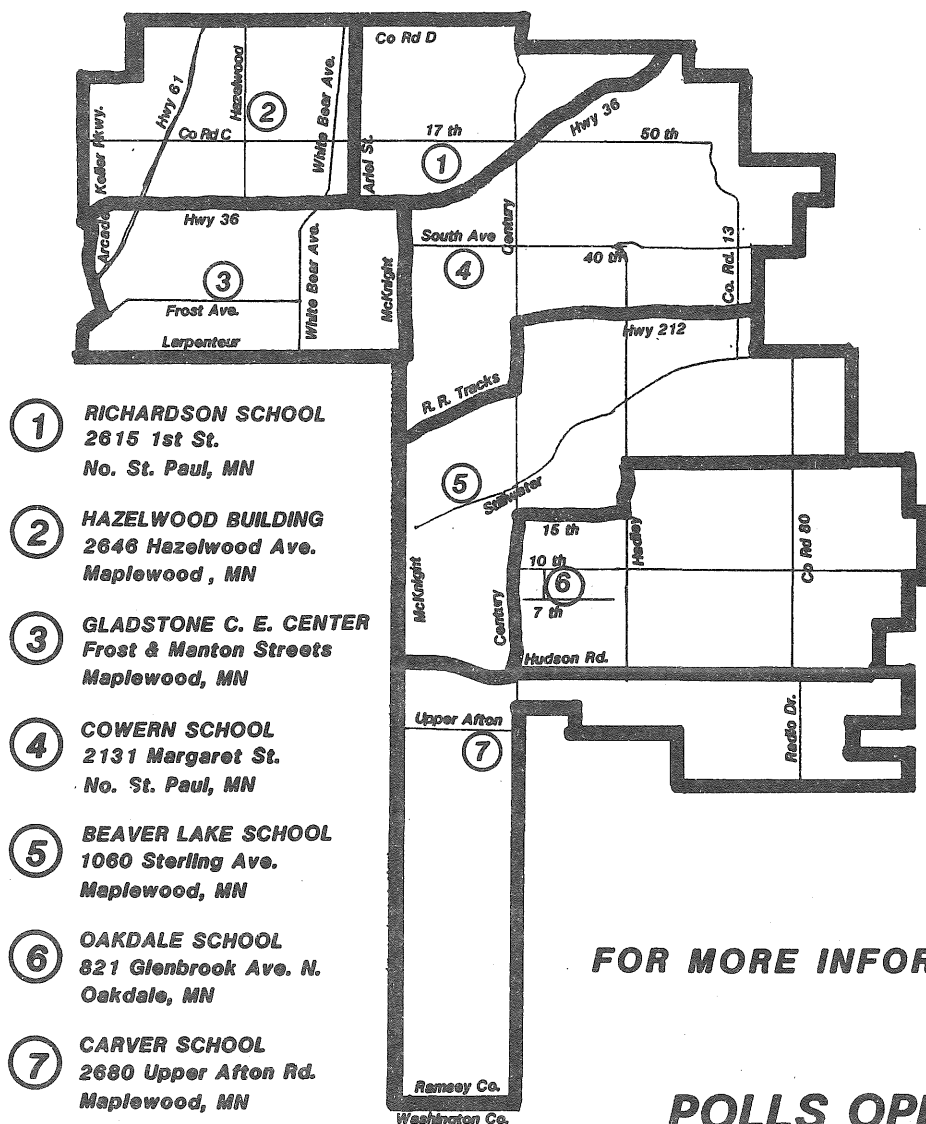 Co Rd D
Hwy 61
Hazelwood
White Bear Ave.
Keller Pkwy.
2
Co Rd C
Ariel St.
17 th
1
Hwy 36
50 th
Arcade
Hwy 36
White Bear Ave.
McKnight
South Ave
Century
4
40 th
Co. Rd. 13
3
Frost Ave.
Larpenteur
Hwy 212
R. R. Tracks
5
Stillwater
15 th
Hadley
10 th
6
7 th
Co Rd 80
McKnight
Century
Hudson Rd.
Upper Afton
7
Radio Dr.
Ramsey Co.
Washington Co.
1 RICHARDSON SCHOOL
2615 1st St.
No. St. Paul, MN
2 HAZELWOOD BUILDING
2646 Hazelwood Ave.
Maplewood , MN
3 GLADSTONE C. E. CENTER
Frost & Manton Streets
Maplewood, MN
4 COWERN SCHOOL
2131 Margaret St.
No. St. Paul, MN
5 BEAVER LAKE SCHOOL
1060 Sterling Ave.
Maplewood, MN
6 OAKDALE SCHOOL
821 Glenbrook Ave. N.
Oakdale, MN
7 CARVER SCHOOL
2680 Upper Afton Rd.
Maplewood, MN
FOR MORE INFOR
POLLS OPE